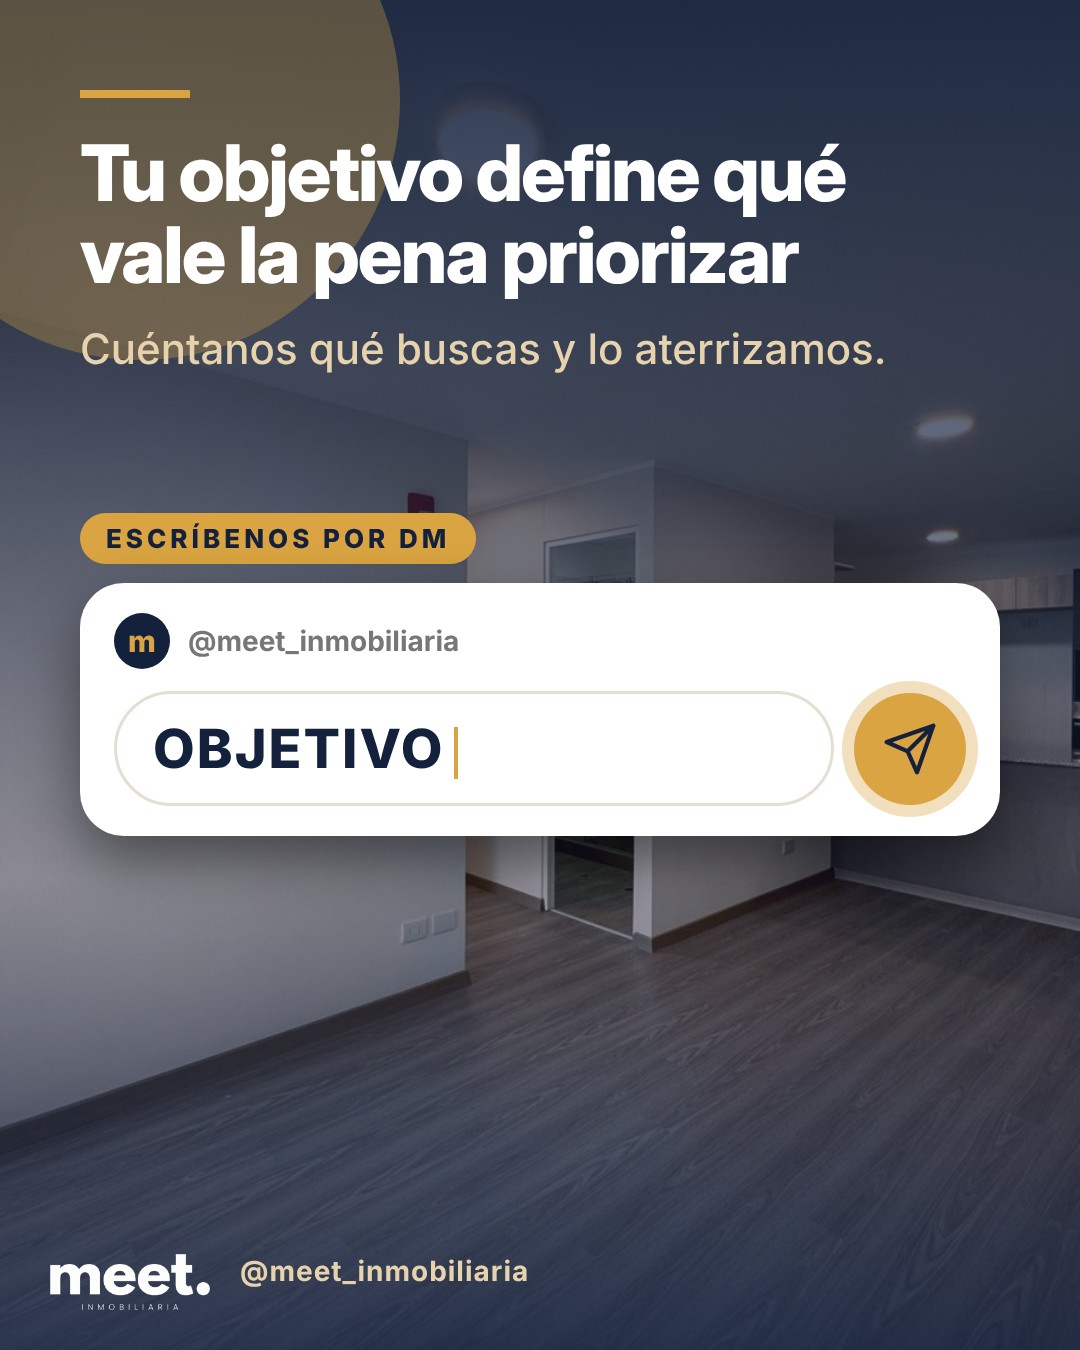 Tu objetivo define qué
vale la pena priorizar
Cuéntanos qué buscas y lo aterrizamos.
ESCRÍBENOS POR DM
m
@meet_inmobiliaria
OBJETIVO
meet.
INMOBILIARIA
@meet_inmobiliaria